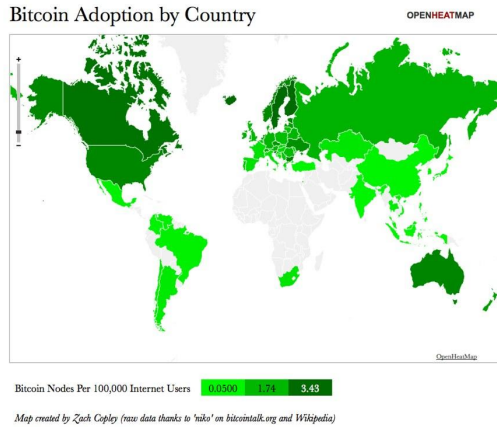 Bitcoin Adoption by Country
OPENHEATMAP
+
-
OpenHeatMap
Bitcoin Nodes Per 100,000 Internet Users 0.0500 1.74 3.43
Map created by Zach Copley (raw data thanks to 'niko' on bitcointalk.org and Wikipedia)